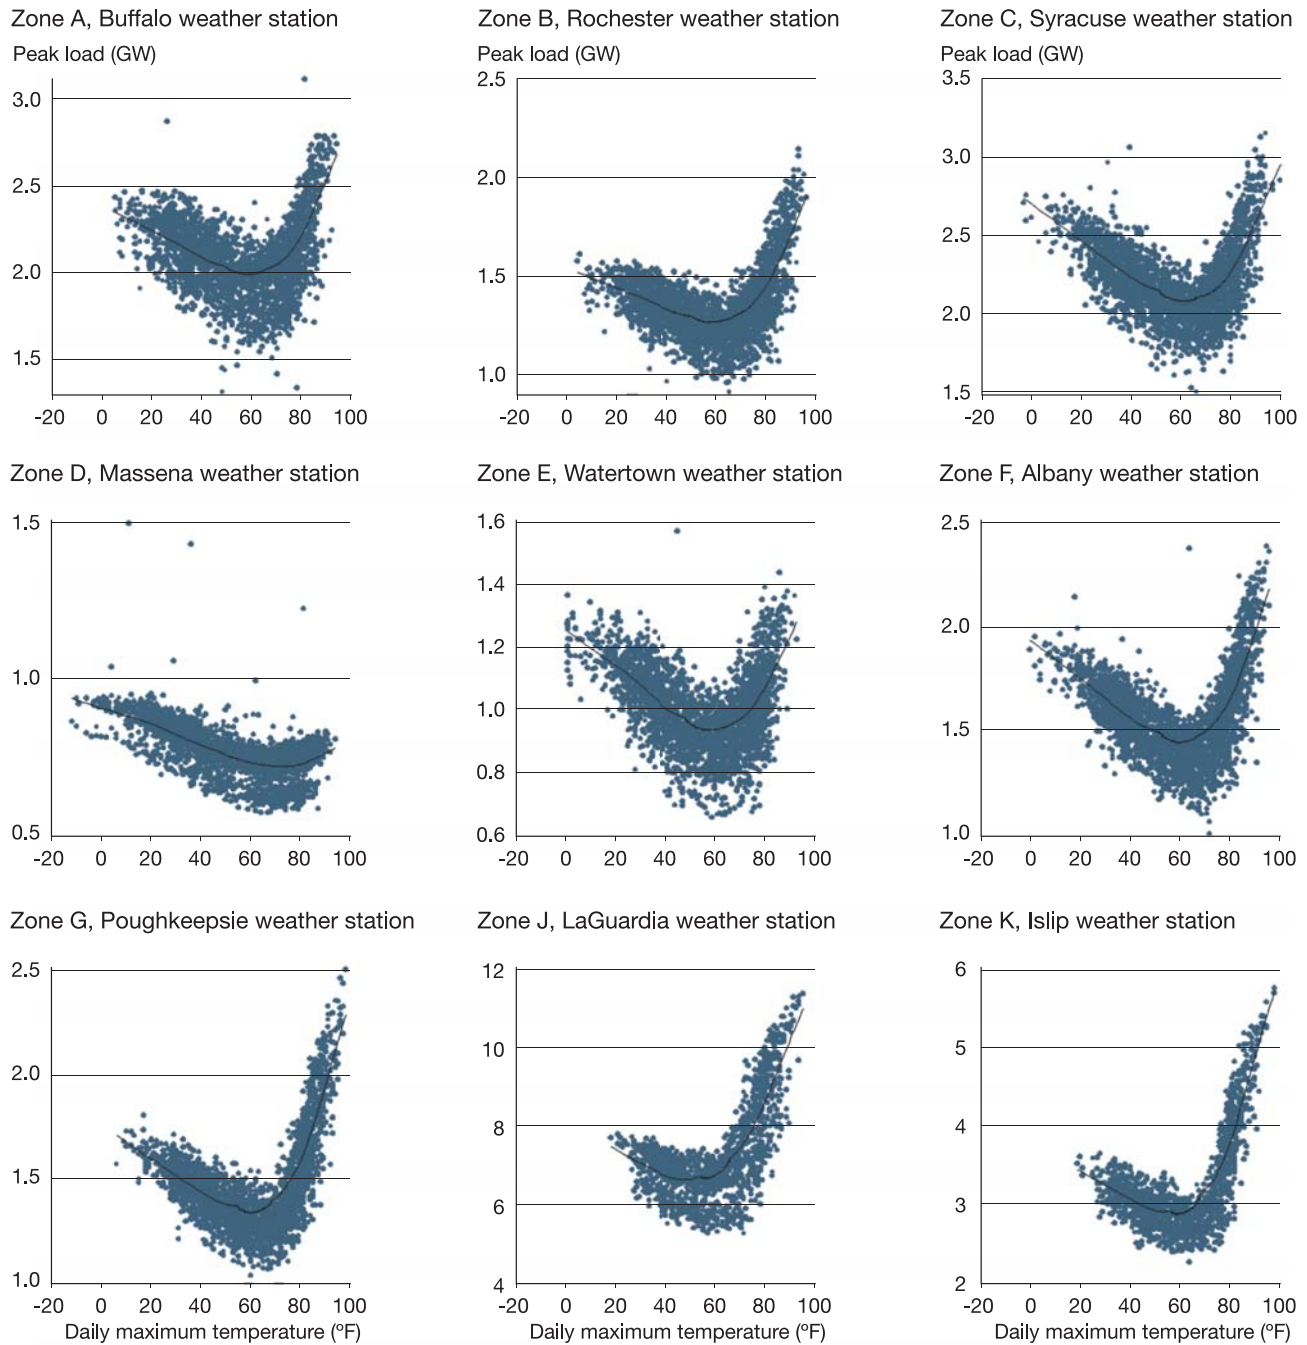 Zone A, Buffalo weather station
Zone B, Rochester weather station
Zone C, Syracuse weather station
Peak load (GW)
Peak load (GW)
Peak load (GW)
3.0
2.5
2.0
1.5
-20 0 20 40 60 80 100
2.5
2.0
1.5
1.0
-20 0 20 40 60 80 100
3.5
3.0
2.5
2.0
1.5
-20 0 20 40 60 80 100
Zone D, Massena weather station
Zone E, Watertown weather station
Zone F, Albany weather station
1.5
1.0
0.5
-20 0 20 40 60 80 100
1.6
1.4
1.2
1.0
0.8
0.6
-20 0 20 40 60 80 100
2.5
2.0
1.5
1.0
-20 0 20 40 60 80 100
Zone G, Poughkeepsie weather station
Zone J, LaGuardia weather station
Zone K, Islip weather station
2.5
2.0
1.5
1.0
-20 0 20 40 60 80 100
Daily maximum temperature (ºF)
12
10
8
6
4
-20 0 20 40 60 80 100
Daily maximum temperature (ºF)
6
5
4
3
2
-20 0 20 40 60 80 100
Daily maximum temperature (ºF)